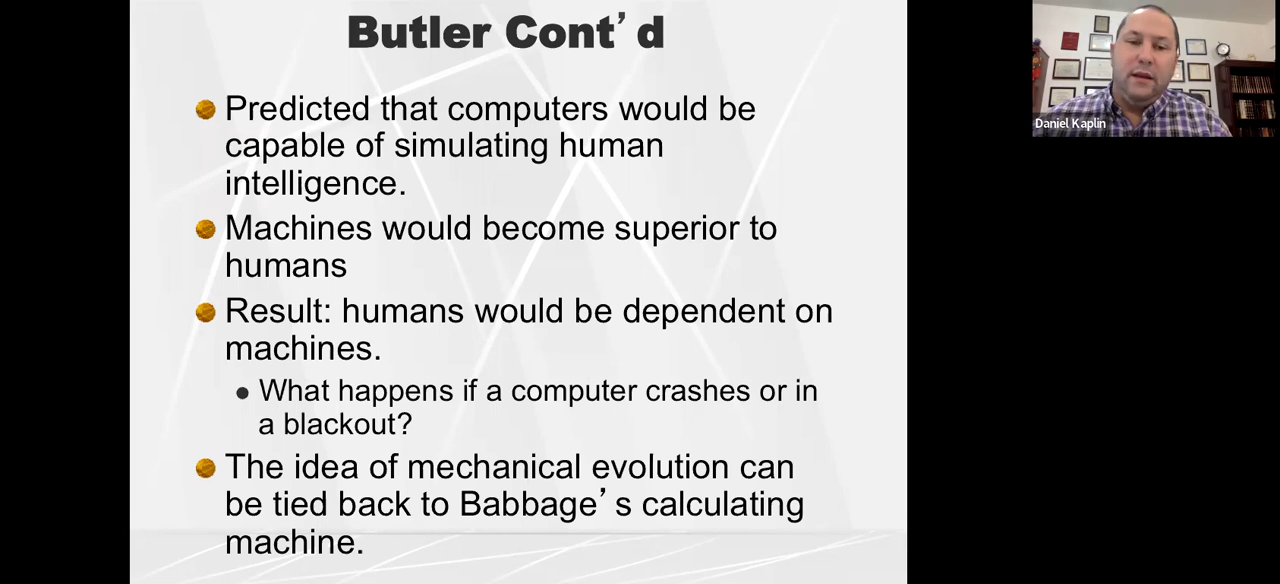 Butler Cont’d
Predicted that computers would be
capable of simulating human
intelligence.
Machines would become superior to
humans
Result: humans would be dependent on
machines.
What happens if a computer crashes or in
a blackout?
The idea of mechanical evolution can
be tied back to Babbage’s calculating
machine.
Daniel Kaplin